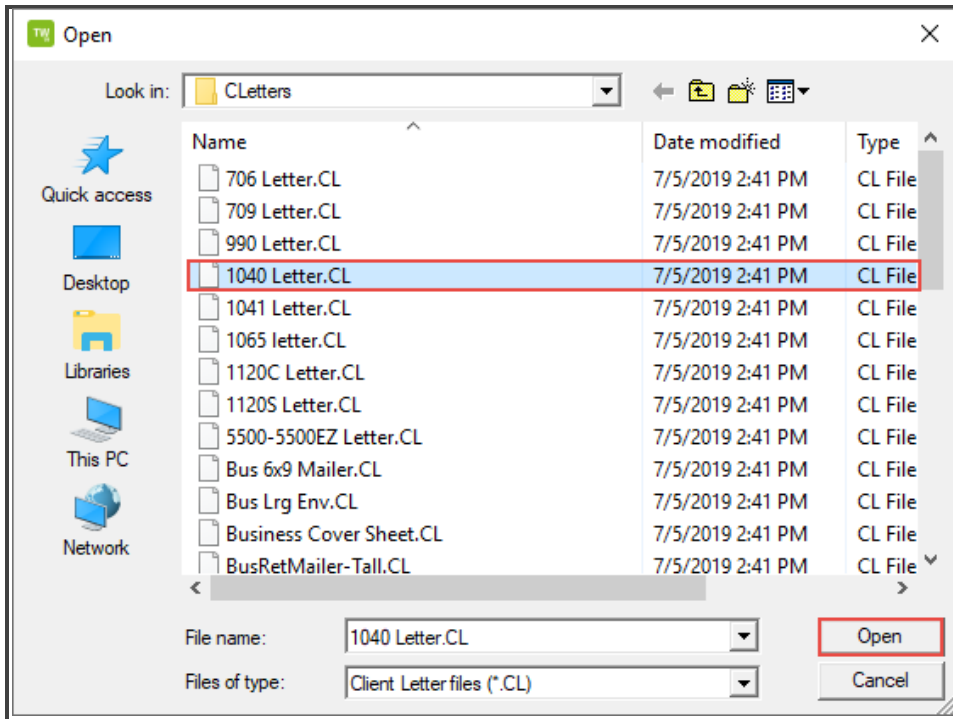 TW Open
Look in: CLetters
Name Date modified Type
Quick access
Desktop
Libraries
This PC
Network
706 Letter.CL 7/5/2019 2:41 PM CL File
709 Letter.CL 7/5/2019 2:41 PM CL File
990 Letter.CL 7/5/2019 2:41 PM CL File
1040 Letter.CL 7/5/2019 2:41 PM CL File
1041 Letter.CL 7/5/2019 2:41 PM CL File
1065 letter.CL 7/5/2019 2:41 PM CL File
1120C Letter.CL 7/5/2019 2:41 PM CL File
1120S Letter.CL 7/5/2019 2:41 PM CL File
5500-5500EZ Letter.CL 7/5/2019 2:41 PM CL File
Bus 6x9 Mailer.CL 7/5/2019 2:41 PM CL File
Bus Lrg Env.CL 7/5/2019 2:41 PM CL File
Business Cover Sheet.CL 7/5/2019 2:41 PM CL File
BusRetMailer-Tall.CL 7/5/2019 2:41 PM CL File
File name: 1040 Letter.CL Open
Files of type: Client Letter files (*.CL) Cancel